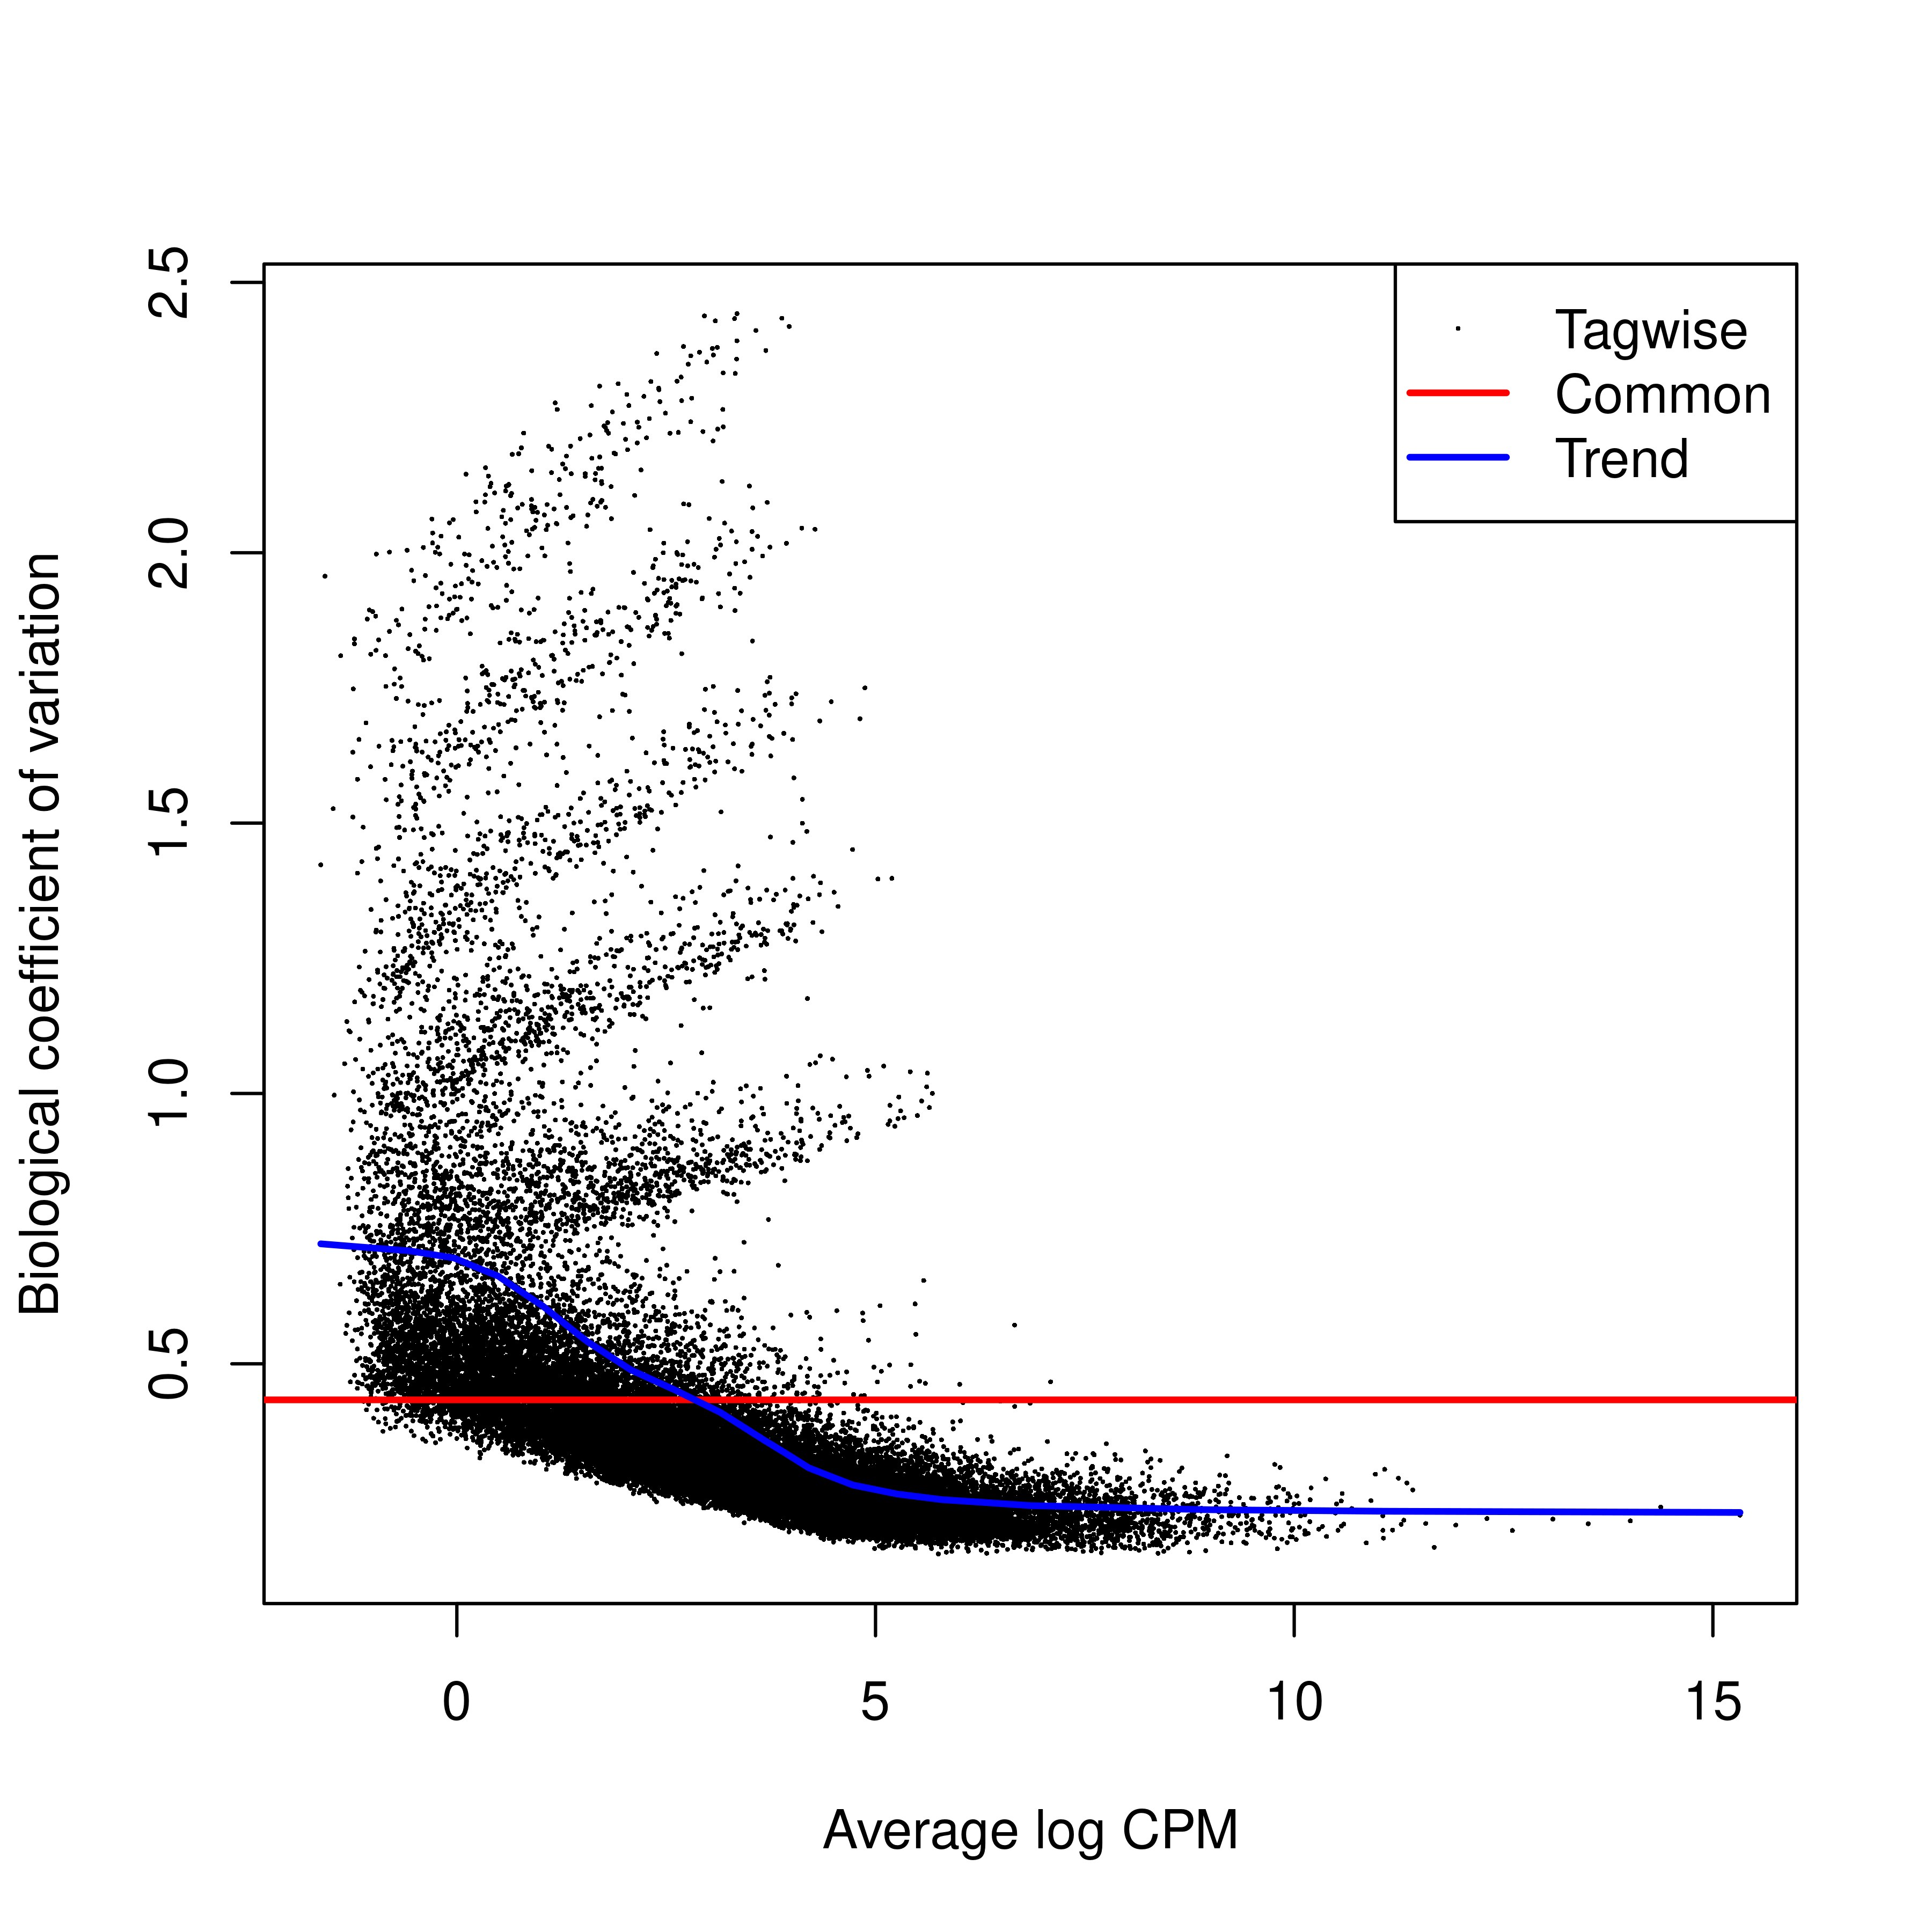 Biological coefficient of variation
2.5
2.0
1.5
1.0
0.5
Tagwise
Common
Trend
0 5 10 15
Average log CPM